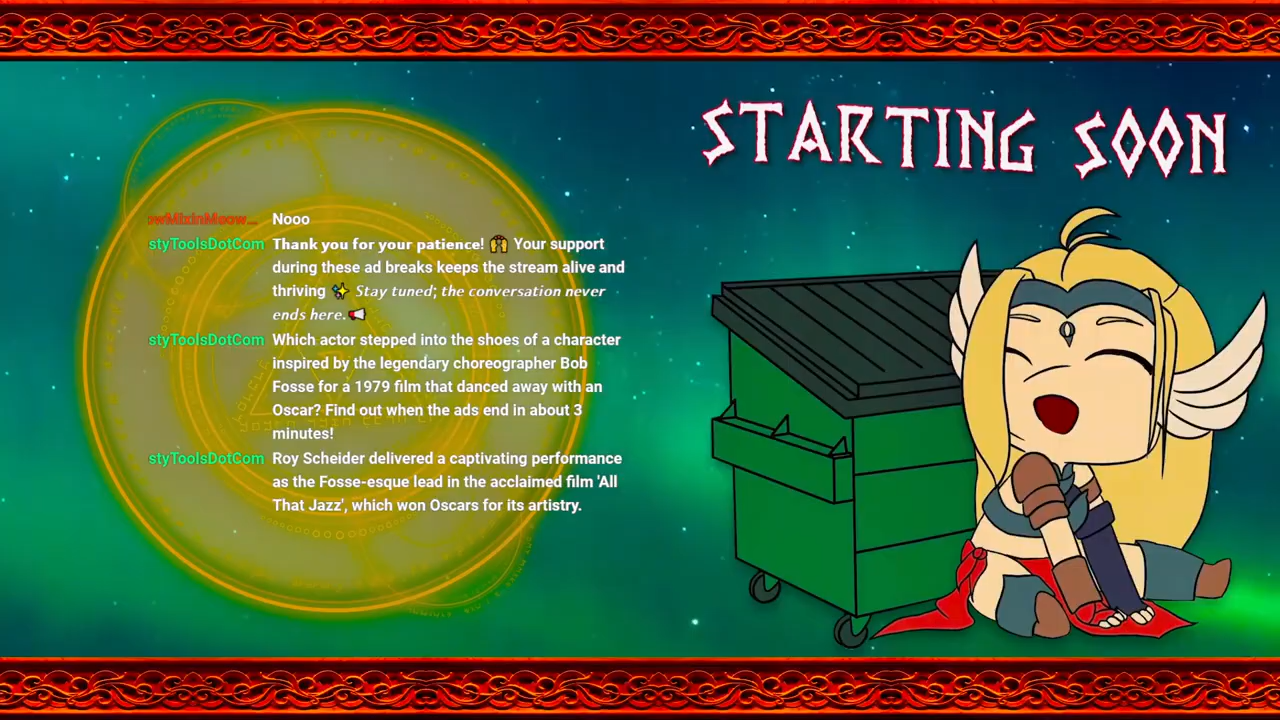 STARTING SOON
owMixinMeow... Nooo
styToolsDotCom Thank you for your patience! 🙌 Your support
during these ad breaks keeps the stream alive and
thriving ✨ Stay tuned; the conversation never
ends here.📢
styToolsDotCom Which actor stepped into the shoes of a character
inspired by the legendary choreographer Bob
Fosse for a 1979 film that danced away with an
Oscar? Find out when the ads end in about 3
minutes!
styToolsDotCom Roy Scheider delivered a captivating performance
as the Fosse-esque lead in the acclaimed film 'All
That Jazz', which won Oscars for its artistry.